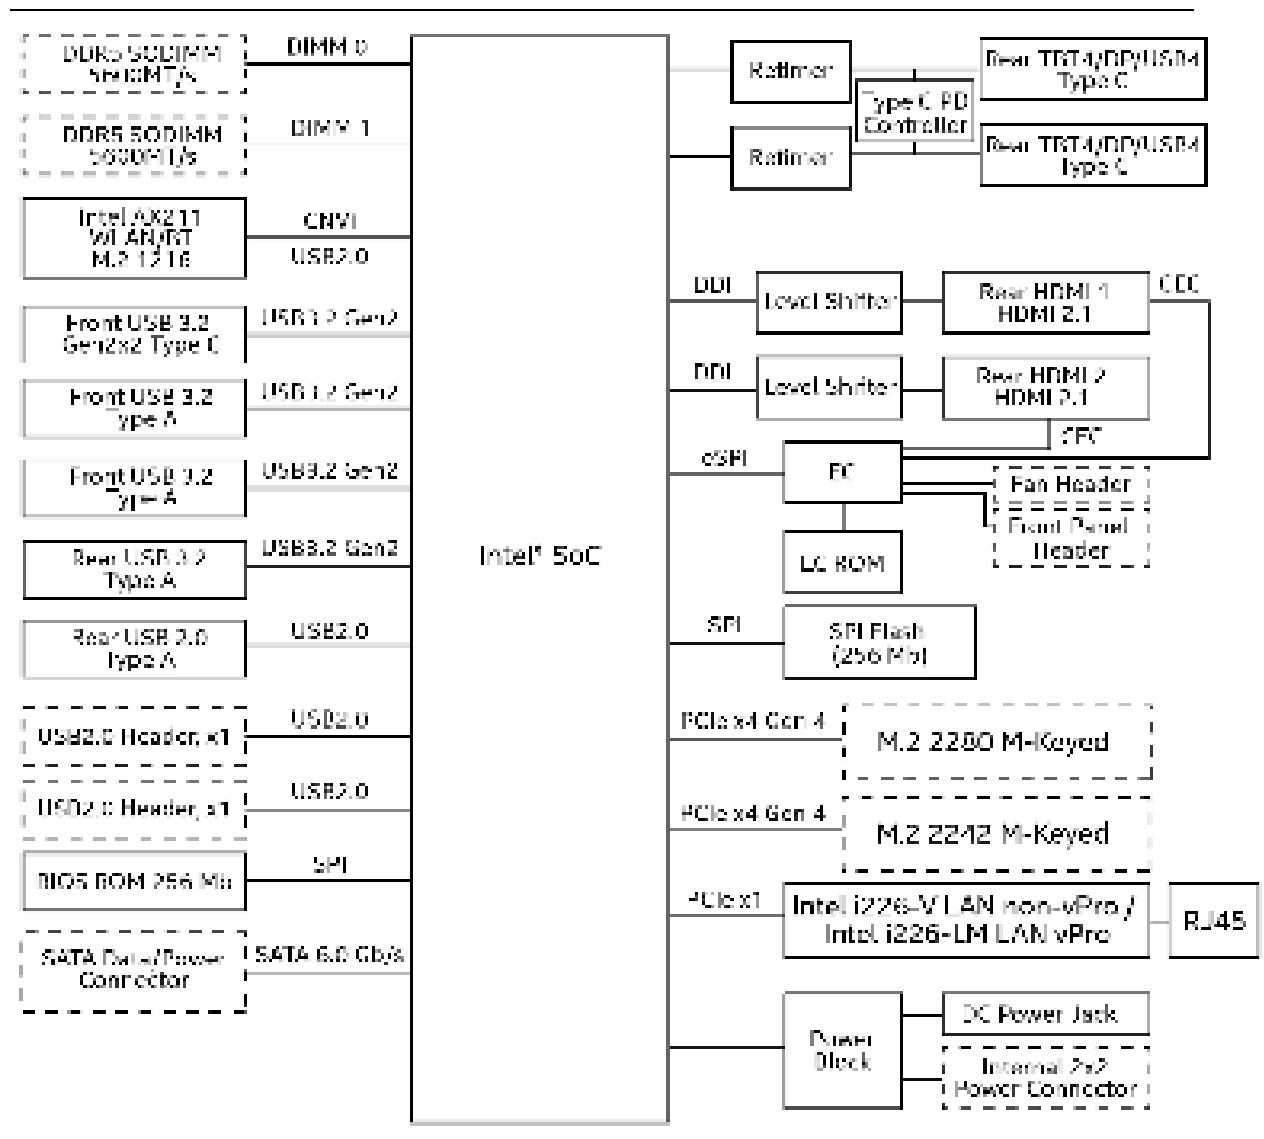 DDR5 SODIMM
5600MT/s
DIMM 0
DDR5 SODIMM
5600MT/s
DIMM 1
Intel AX211
WLAN/BT
M.2 1216
CNVi
USB2.0
Front USB 3.2
Gen2x2 Type C
USB3.2 Gen2
Front USB 3.2
Type A
USB3.2 Gen2
Front USB 3.2
Type A
USB3.2 Gen2
Rear USB 3.2
Type A
USB3.2 Gen2
Rear USB 2.0
Type A
USB2.0
USB2.0 Header, x1
USB2.0
USB2.0 Header, x1
USB2.0
BIOS ROM 256 Mb
SPI
SATA Data/Power
Connector
SATA 6.0 Gb/s
Intel® SoC
Retimer
Rear TBT4/DP/USB4
Type C
Type C PD
Controller
Retimer
Rear TBT4/DP/USB4
Type C
DDI
Level Shifter
Rear HDMI 1
HDMI 2.1
CEC
DDI
Level Shifter
Rear HDMI 2
HDMI 2.1
CEC
eSPI
EC
Fan Header
Front Panel
Header
EC ROM
SPI
SPI Flash
(256 Mb)
PCIe x4 Gen 4
M.2 2280 M-Keyed
PCIe x4 Gen 4
M.2 2242 M-Keyed
PCIe x1
Intel i226-V LAN non-vPro /
Intel i226-LM LAN vPro
RJ45
Power
Block
DC Power Jack
Internal 2x2
Power Connector